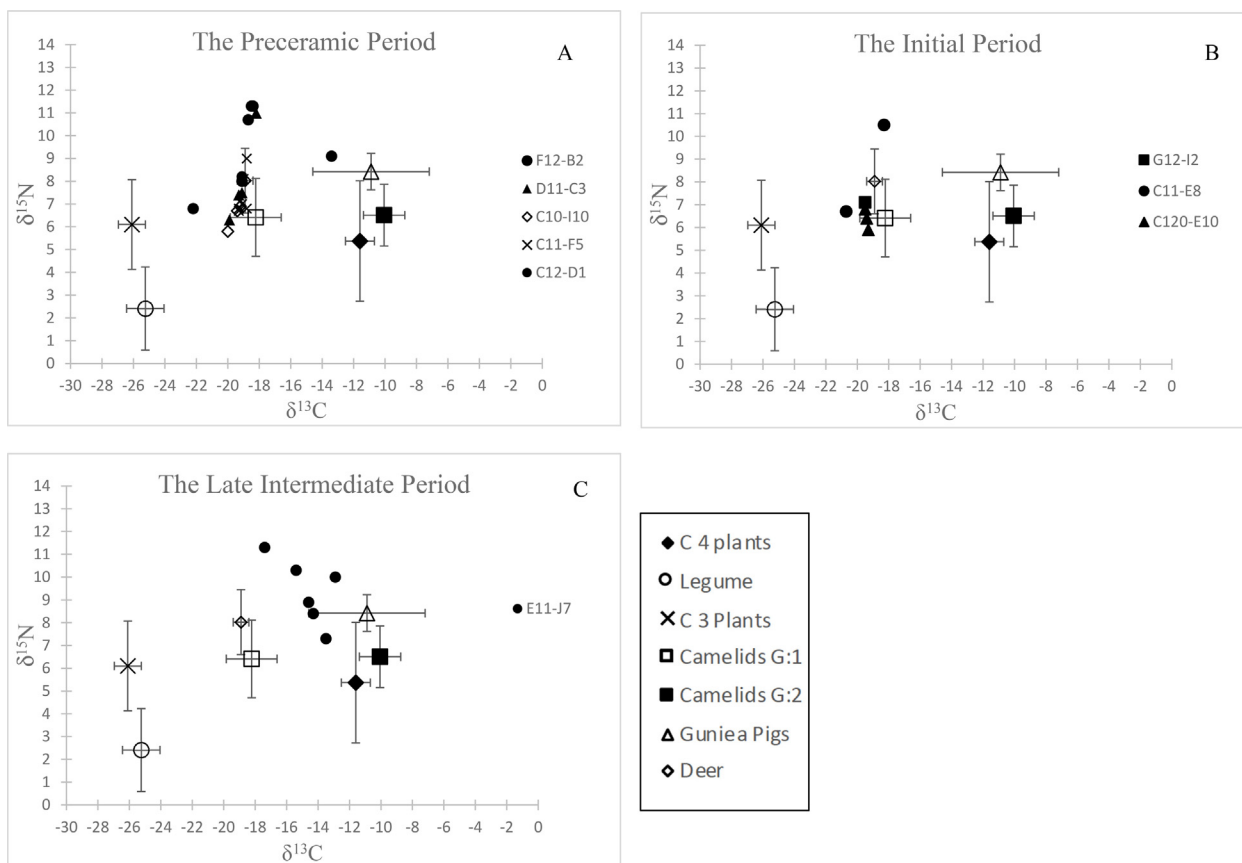 The Preceramic Period
A
14
13
12
11
10
9
8
7
6
5
4
3
2
1
0
δ15N
-30 -28 -26 -24 -22 -20 -18 -16 -14 -12 -10 -8 -6 -4 -2 0
δ13C
F12-B2
D11-C3
C10-I10
C11-F5
C12-D1
The Initial Period
B
14
13
12
11
10
9
8
7
6
5
4
3
2
1
0
δ15N
-30 -28 -26 -24 -22 -20 -18 -16 -14 -12 -10 -8 -6 -4 -2 0
δ13C
G12-I2
C11-E8
C120-E10
The Late Intermediate Period
C
14
13
12
11
10
9
8
7
6
5
4
3
2
1
0
δ15N
-30 -28 -26 -24 -22 -20 -18 -16 -14 -12 -10 -8 -6 -4 -2 0
δ13C
E11-J7
C 4 plants
Legume
C 3 Plants
Camelids G:1
Camelids G:2
Guniea Pigs
Deer